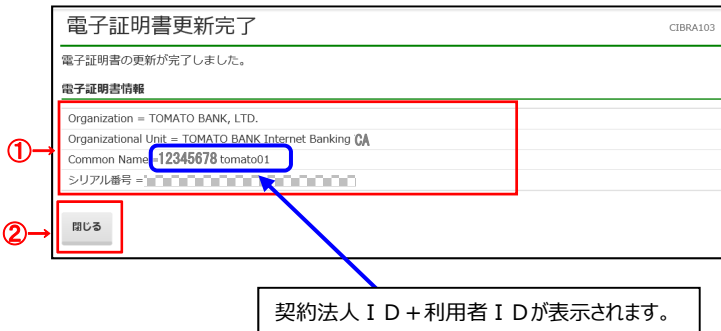 電子証明書更新完了
CIBRA103
電子証明書の更新が完了しました。
電子証明書情報
Organization = TOMATO BANK, LTD.
Organizational Unit = TOMATO BANK Internet Banking CA
①→
Common Name =12345678 tomato01
シリアル番号 =
②→
閉じる
契約法人ＩＤ+利用者ＩＤが表示されます。